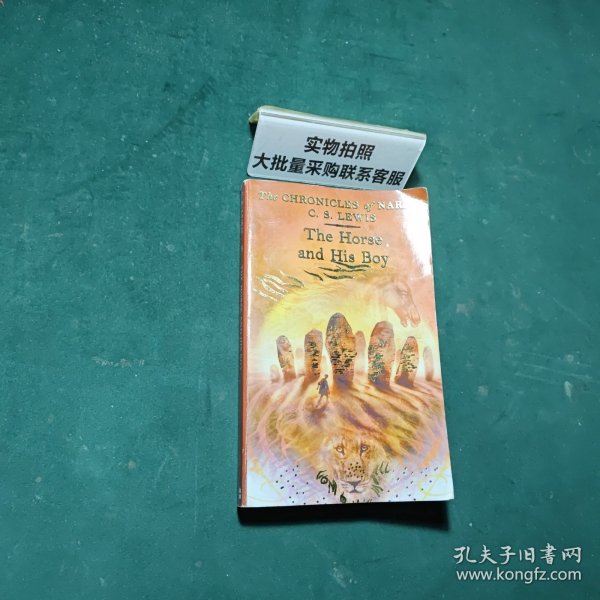 实物拍照
大批量采购联系客服
The CHRONICLES of NAR
C. S. LEWIS
The Horse
and His Boy
孔夫子旧书网
www.kongfz.com